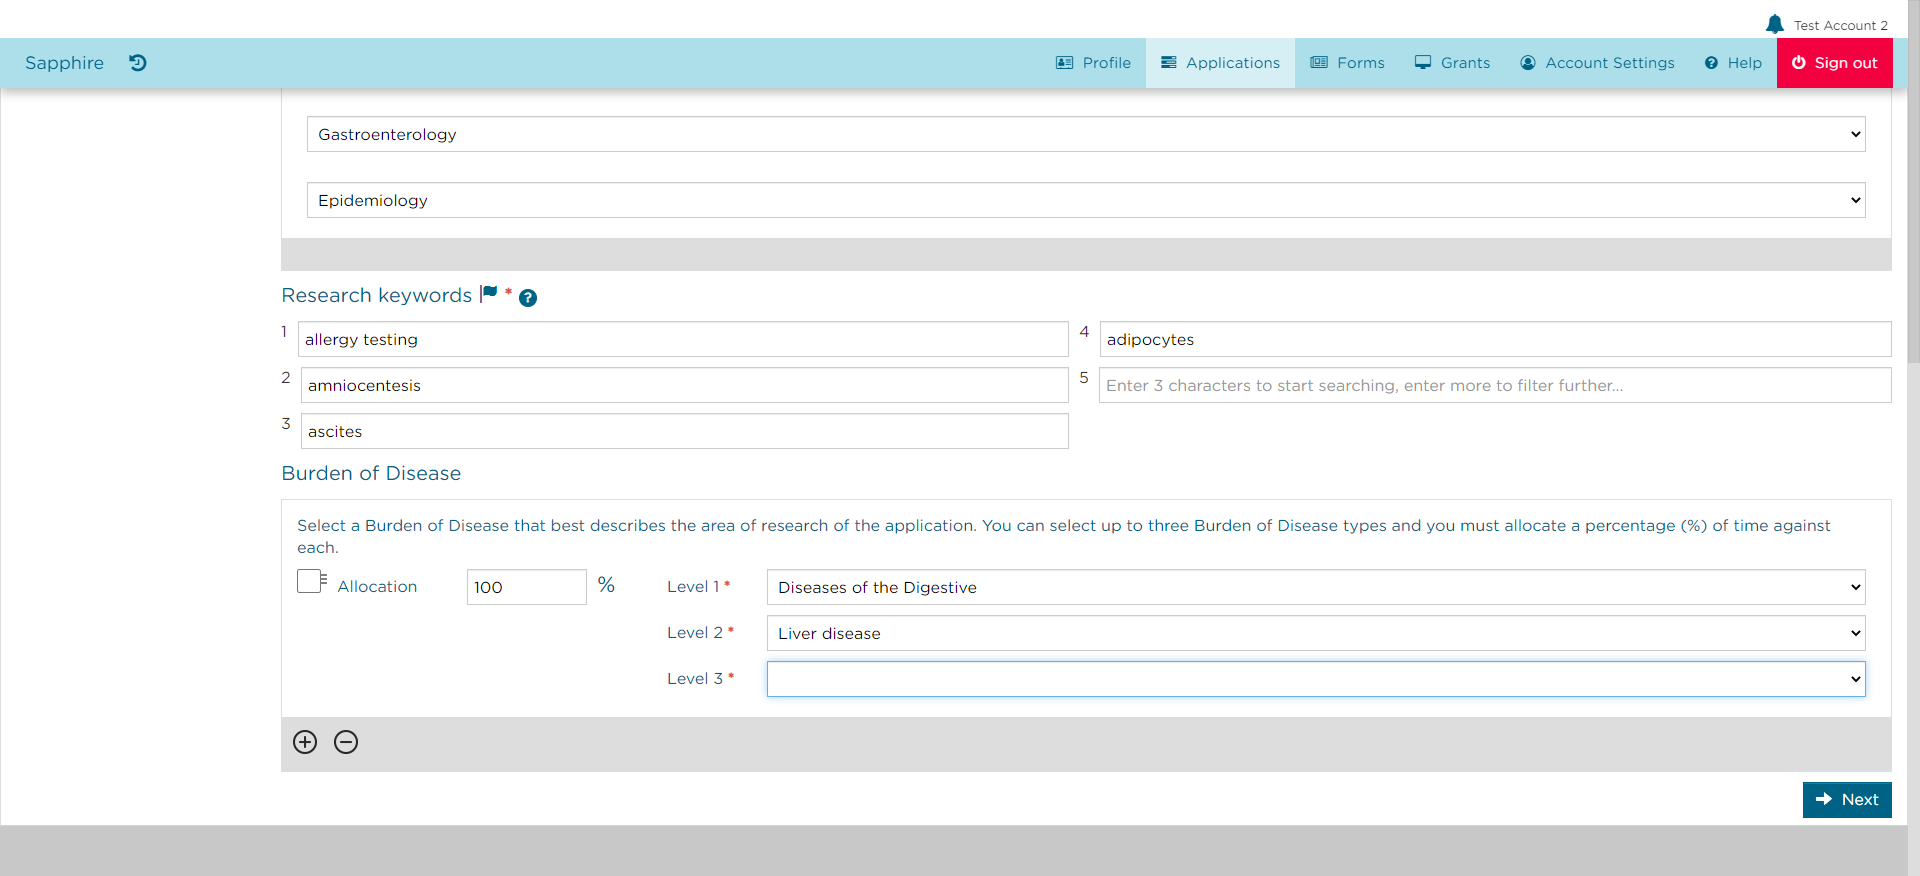 Test Account 2
Sapphire Profile Applications Forms Grants Account Settings Help Sign out
Gastroenterology
Epidemiology
Research keywords * ?
1 allergy testing
4 adipocytes
2 amniocentesis
5 Enter 3 characters to start searching, enter more to filter further...
3 ascites
Burden of Disease
Select a Burden of Disease that best describes the area of research of the application. You can select up to three Burden of Disease types and you must allocate a percentage (%) of time against
each.
Allocation 100 % Level 1 * Diseases of the Digestive
Level 2 * Liver disease
Level 3 *
Next